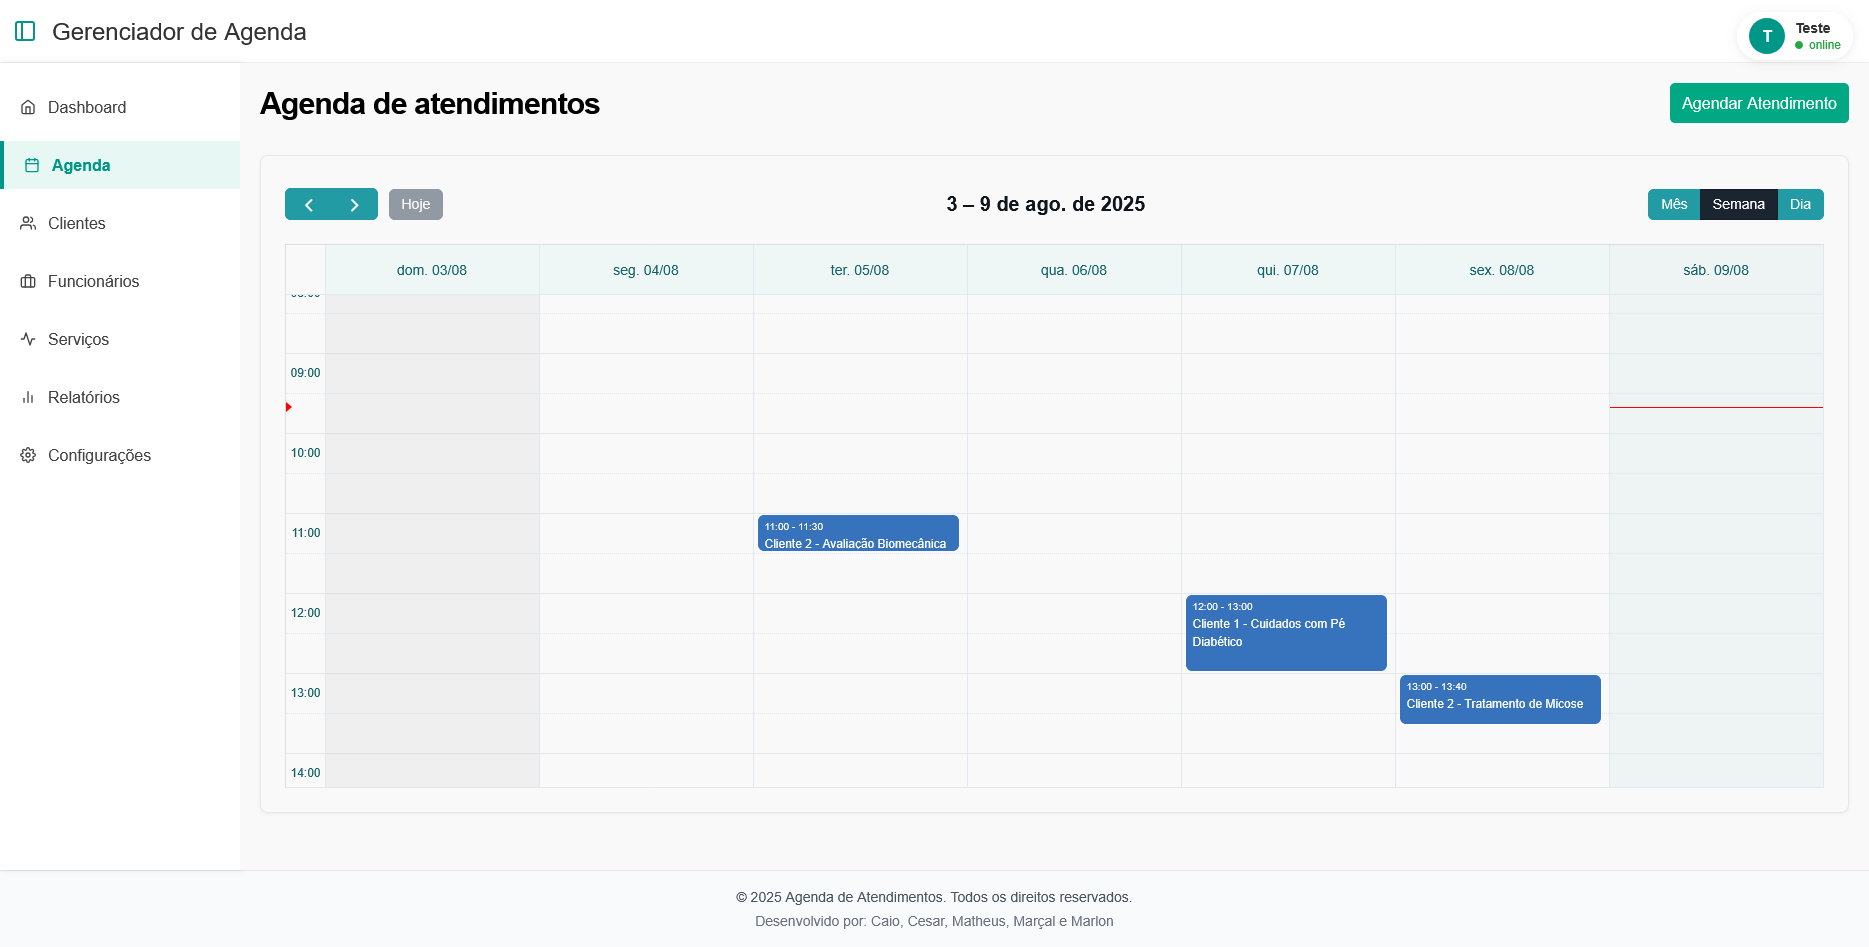 Gerenciador de Agenda
T
Teste
online
Dashboard
Agenda
Clientes
Funcionários
Serviços
Relatórios
Configurações
Agenda de atendimentos
Agendar Atendimento
Hoje
3 – 9 de ago. de 2025
Mês
Semana
Dia
dom. 03/08
seg. 04/08
ter. 05/08
qua. 06/08
qui. 07/08
sex. 08/08
sáb. 09/08
09:00
10:00
11:00
11:00 - 11:30
Cliente 2 - Avaliação Biomecânica
12:00
12:00 - 13:00
Cliente 1 - Cuidados com Pé
Diabético
13:00
13:00 - 13:40
Cliente 2 - Tratamento de Micose
14:00
© 2025 Agenda de Atendimentos. Todos os direitos reservados.
Desenvolvido por: Caio, Cesar, Matheus, Marçal e Marlon